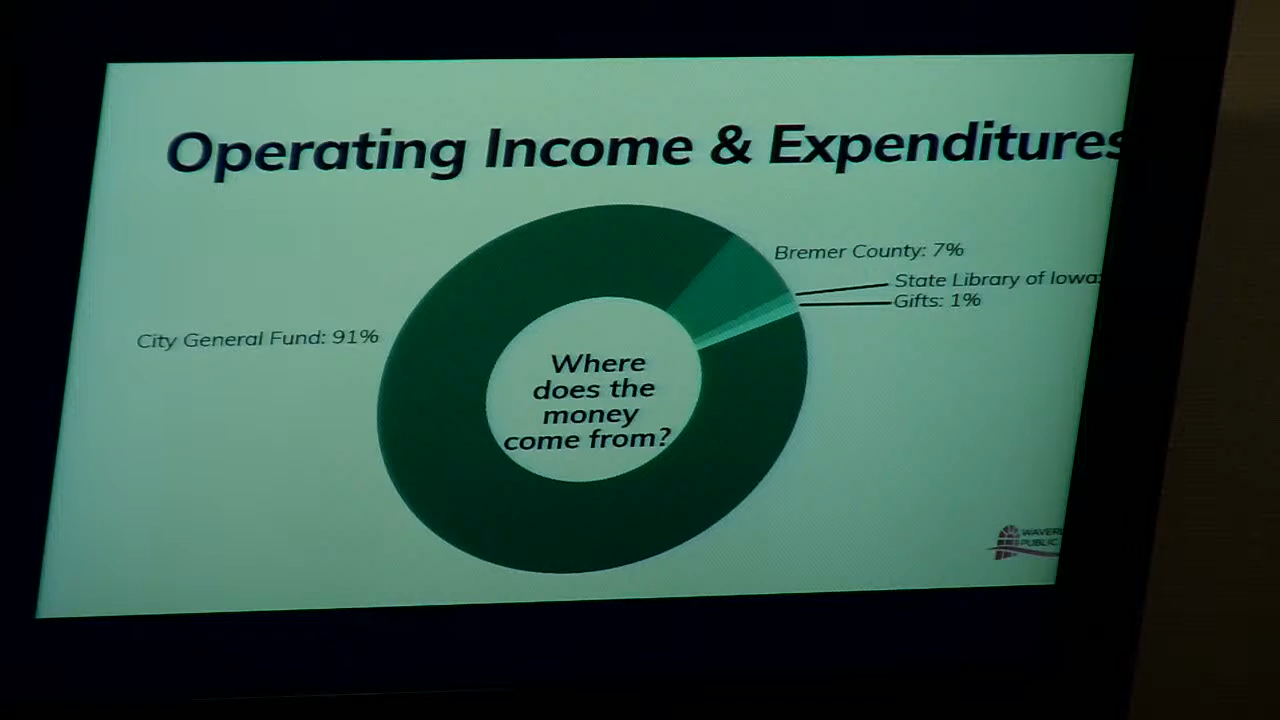 Operating Income & Expenditures
Bremer County: 7%
State Library of Iowa:
Gifts: 1%
City General Fund: 91%
Where
does the
money
come from?
PUBLIC